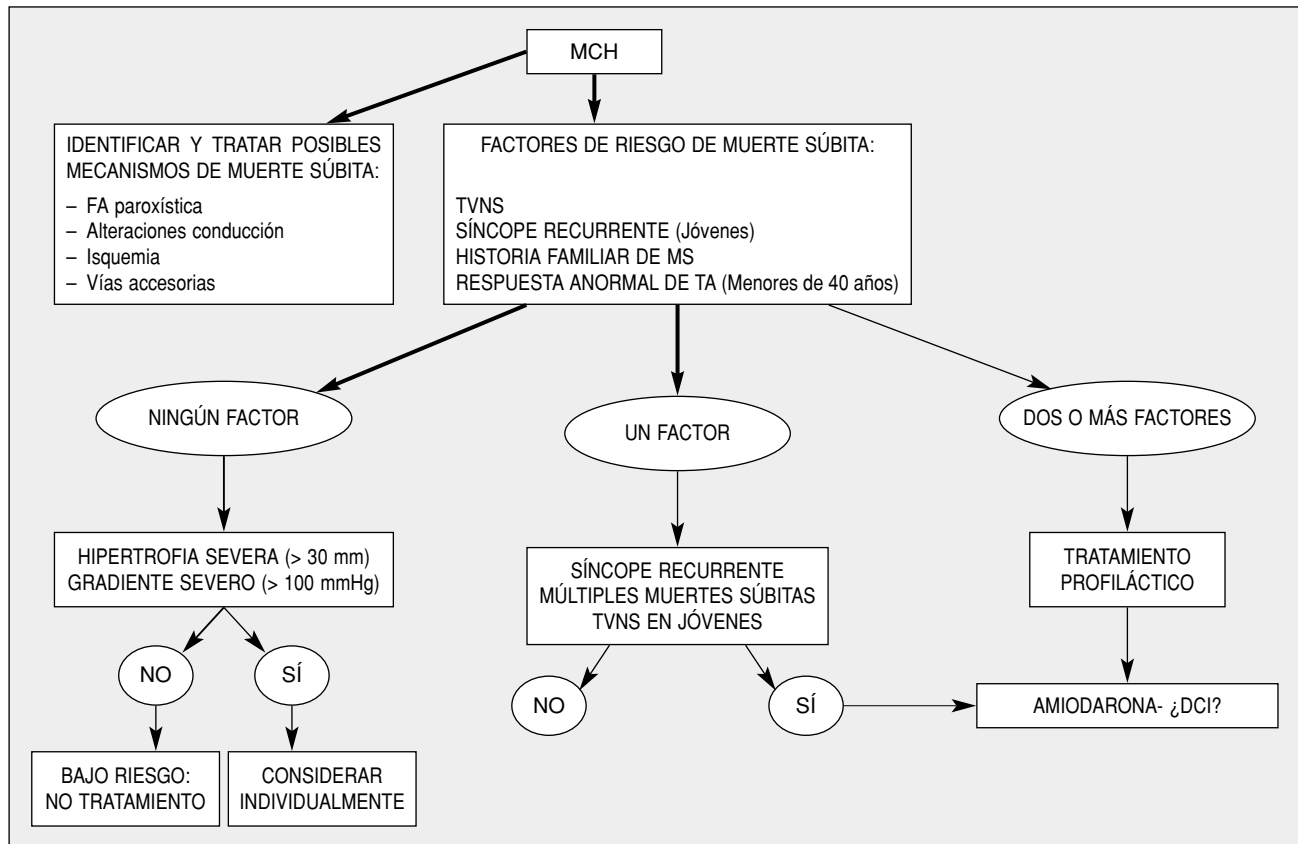 MCH
IDENTIFICAR Y TRATAR POSIBLES
MECANISMOS DE MUERTE SÚBITA:
– FA paroxística
– Alteraciones conducción
– Isquemia
– Vías accesorias
FACTORES DE RIESGO DE MUERTE SÚBITA:
TVNS
SÍNCOPE RECURRENTE (Jóvenes)
HISTORIA FAMILIAR DE MS
RESPUESTA ANORMAL DE TA (Menores de 40 años)
NINGÚN FACTOR
UN FACTOR
DOS O MÁS FACTORES
HIPERTROFIA SEVERA (> 30 mm)
GRADIENTE SEVERO (> 100 mmHg)
SÍNCOPE RECURRENTE
MÚLTIPLES MUERTES SÚBITAS
TVNS EN JÓVENES
TRATAMIENTO
PROFILÁCTICO
NO
SÍ
NO
SÍ
AMIODARONA- ¿DCI?
BAJO RIESGO:
NO TRATAMIENTO
CONSIDERAR
INDIVIDUALMENTE